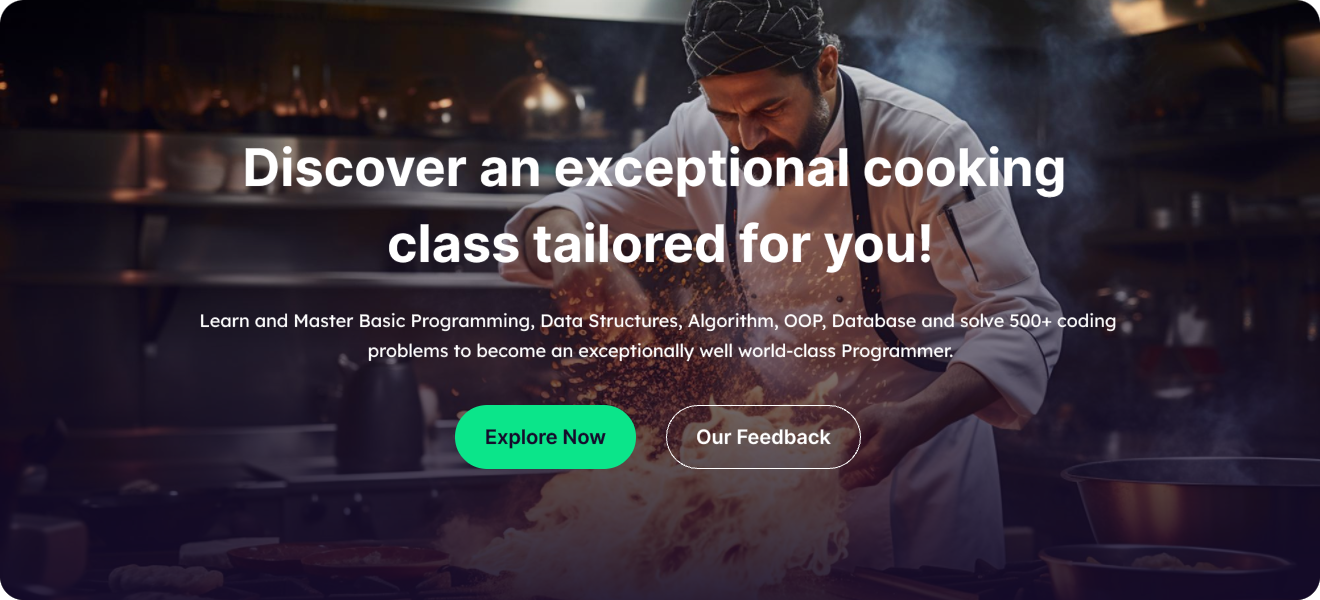 Discover an exceptional cooking
class tailored for you!
Learn and Master Basic Programming, Data Structures, Algorithm, OOP, Database and solve 500+ coding
problems to become an exceptionally well world-class Programmer.
Explore Now
Our Feedback